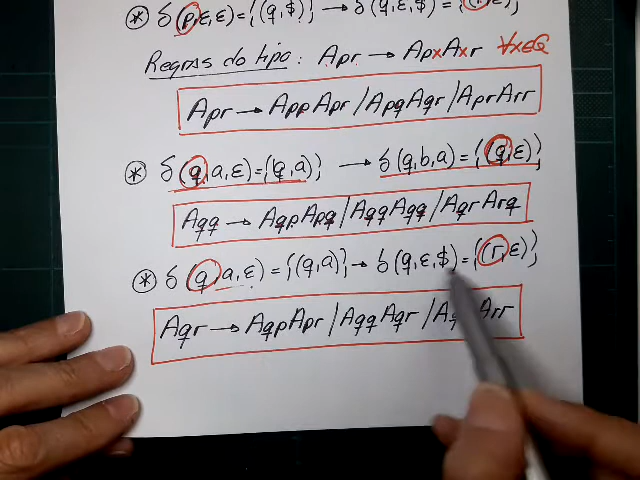 * δ(p,ε,ε)={(q,$)} → δ(q,ε,$)={(r,ε)}
Regras do tipo: Apr → ApxAxr ∀x∈Q
Apr → AppApr / ApqAqr / AprArr
* δ(q,a,ε)={q,a)} → δ(q,b,a)={(q,ε)}
Aqq → AqpApq / AqqAqq / AqrArq
* δ(q,a,ε)={(q,a)} → δ(q,ε,$)={(r,ε)}
Aqr → AqpApr / AqqAqr / Arr